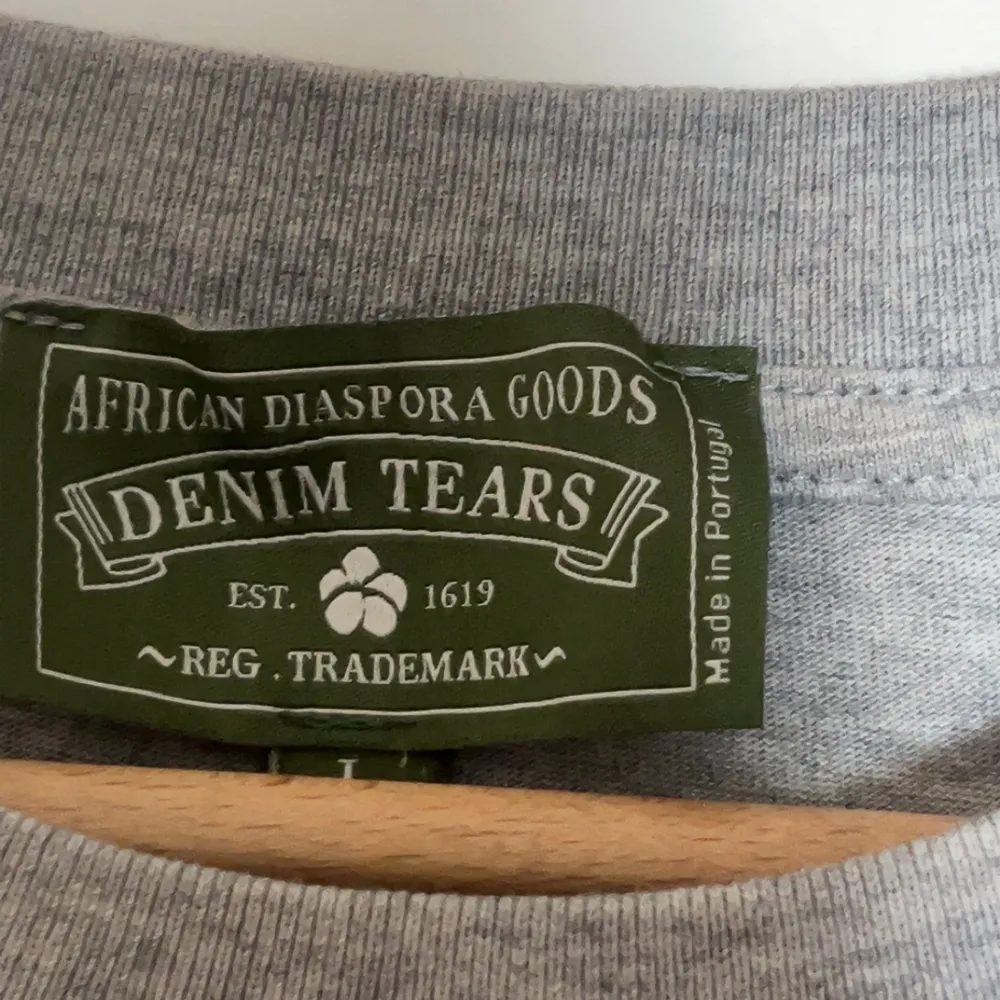 AFRICAN DIASPORA GOODS
DENIM TEARS
EST. 1619
~REG . TRADEMARK~
Made in Portugal